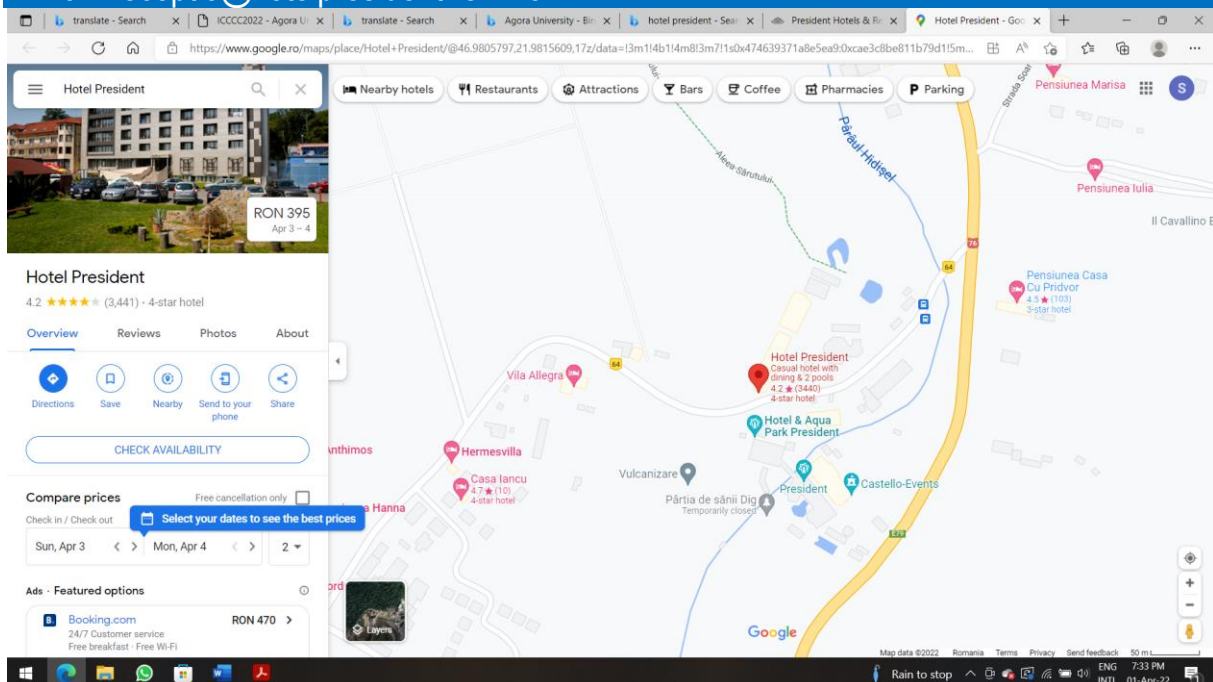 translate - Search
ICCCC2022 - Agora Un
translate - Search
Agora University - Bin
hotel president - Sear
President Hotels & Re
Hotel President - Goo
https://www.google.ro/maps/place/Hotel+President/@46.9805797,21.9815609,17z/data=!3m1!4b1!4m8!3m7!1s0x474639371a8e5ea9:0xcae3c8be811b79d1!5m...
Hotel President
Nearby hotels
Restaurants
Attractions
Bars
Coffee
Pharmacies
Parking
S
RON 395
Apr 3 – 4
Hotel President
4.2 ★★★★★ (3,441) · 4-star hotel
Overview
Reviews
Photos
About
Directions
Save
Nearby
Send to your
phone
Share
CHECK AVAILABILITY
Compare prices
Free cancellation only
Check in / Check out
Select your dates to see the best prices
Sun, Apr 3
Mon, Apr 4
2
Ads · Featured options
B.
Booking.com
RON 470
24/7 Customer service
Free breakfast · Free Wi-Fi
Strada Soar
Pensiunea Marisa
Pârâul Hidișel
Aleea Sărutului
Pensiunea Iulia
Il Cavallino
76
64
Pensiunea Casa
Cu Pridvor
4.5 ★ (103)
3-star hotel
Hotel President
Casual hotel with
dining & 2 pools
4.2 ★ (3440)
4-star hotel
64
Vila Allegra
Hotel & Aqua
Park President
Anthimos
Hermesvilla
Casa Iancu
4.7 ★ (10)
4-star hotel
Vulcanizare
President
Castello-Events
Pârtia de sănii Dig
Temporarily closed
Hanna
E79
Layers
Google
Map data ©2022
Romania
Terms
Privacy
Send feedback
50 m
Rain to stop
ENG
INTL
7:33 PM
01-Apr-22